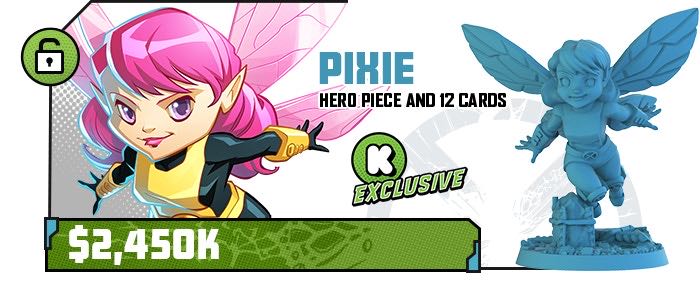 PIXIE
HERO PIECE AND 12 CARDS
K
EXCLUSIVE
$2,450K